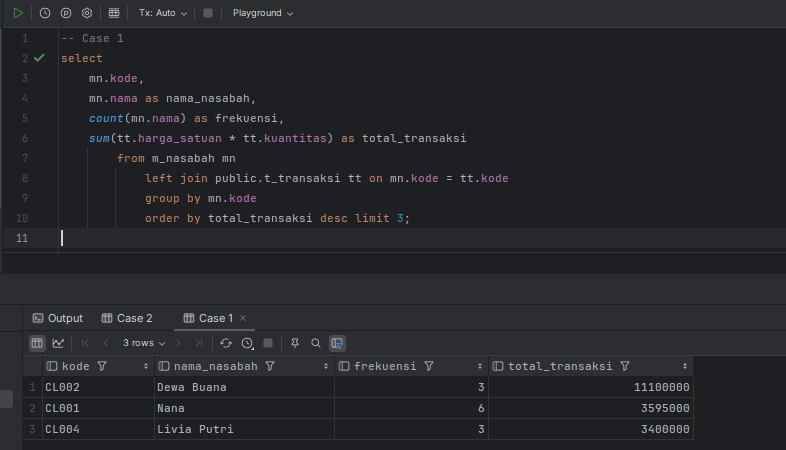 Tx: Auto Playground
1 -- Case 1
2 select
3 mn.kode,
4 mn.nama as nama_nasabah,
5 count(mn.nama) as frekuensi,
6 sum(tt.harga_satuan * tt.kuantitas) as total_transaksi
7 from m_nasabah mn
8 left join public.t_transaksi tt on mn.kode = tt.kode
9 group by mn.kode
10 order by total_transaksi desc limit 3;
11
Output Case 2 Case 1 ×
3 rows
kode nama_nasabah frekuensi total_transaksi
1 CL002 Dewa Buana 3 11100000
2 CL001 Nana 6 3595000
3 CL004 Livia Putri 3 3400000